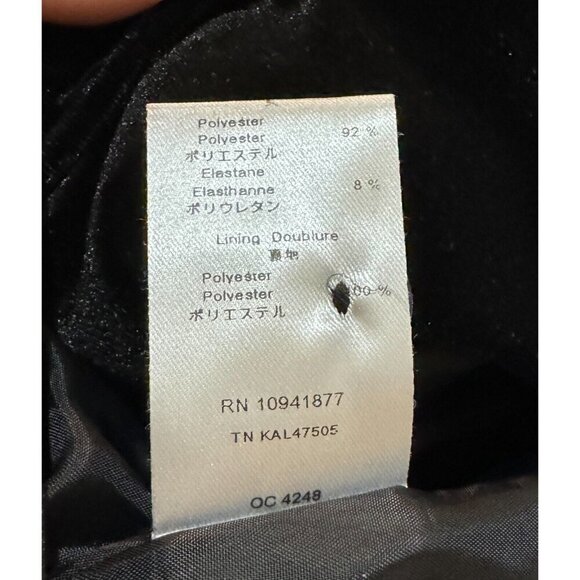 Polyester
Polyester 92 %
ポリエステル
Elastane
Elasthanne 8 %
ポリウレタン
Lining Doublure
裏地
Polyester
Polyester 00 %
ポリエステル
RN 10941877
TN KAL47505
OC 4248